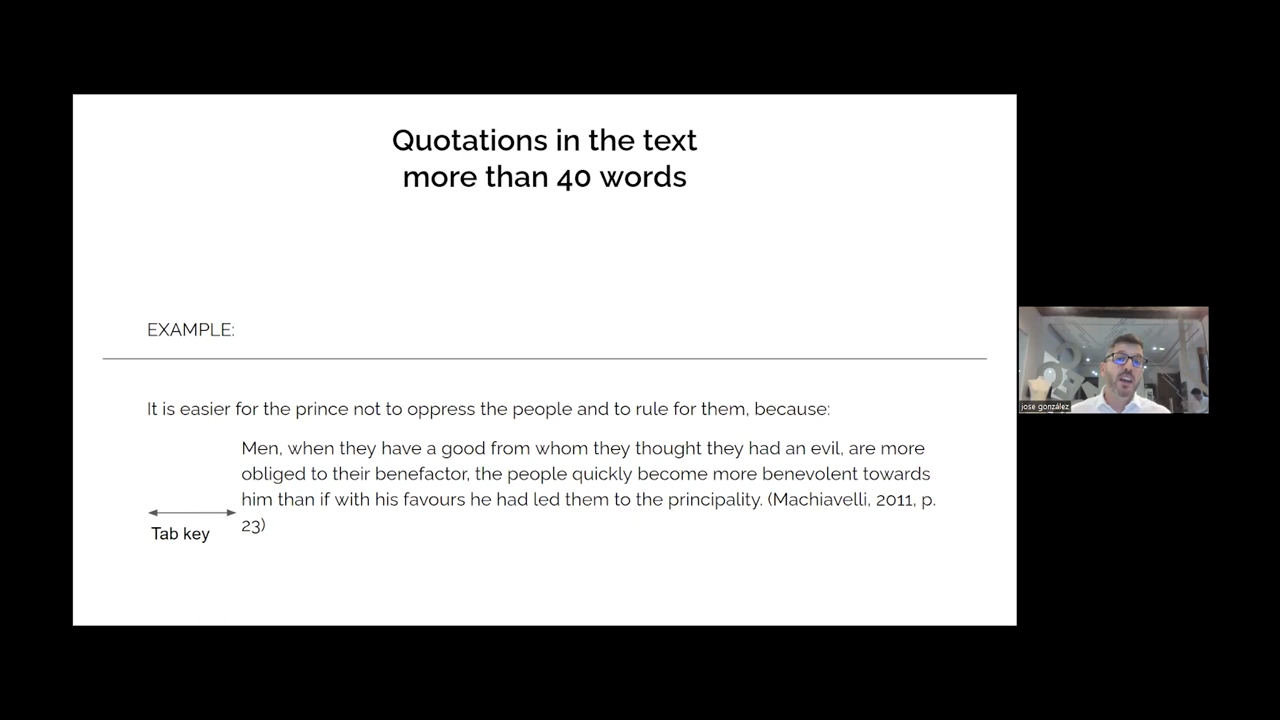 Quotations in the text
more than 40 words
EXAMPLE:
It is easier for the prince not to oppress the people and to rule for them, because:
Men, when they have a good from whom they thought they had an evil, are more
obliged to their benefactor, the people quickly become more benevolent towards
him than if with his favours he had led them to the principality. (Machiavelli, 2011, p.
23)
Tab key
jose gonzález